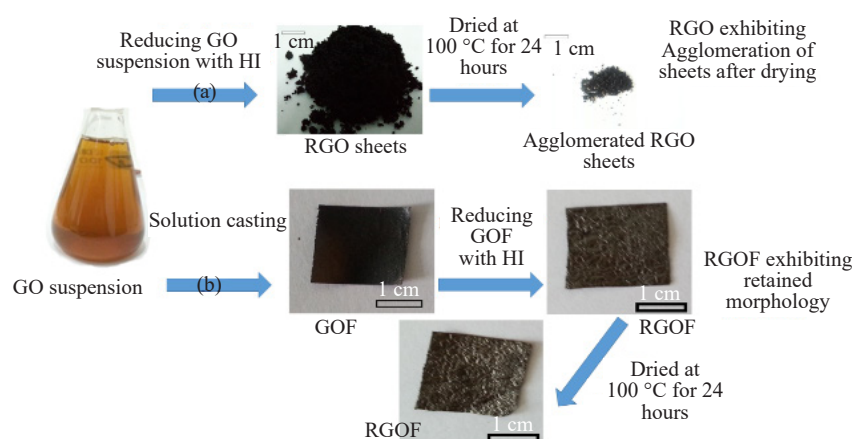 Reducing GO
suspension with HI
(a)
1 cm
RGO sheets
Dried at
100 °C for 24
hours
1 cm
Agglomerated RGO
sheets
RGO exhibiting
Agglomeration of
sheets after drying
GO suspension
Solution casting
(b)
1 cm
GOF
Reducing
GOF
with HI
1 cm
RGOF
RGOF exhibiting
retained
morphology
Dried at
100 °C for 24
hours
1 cm
RGOF